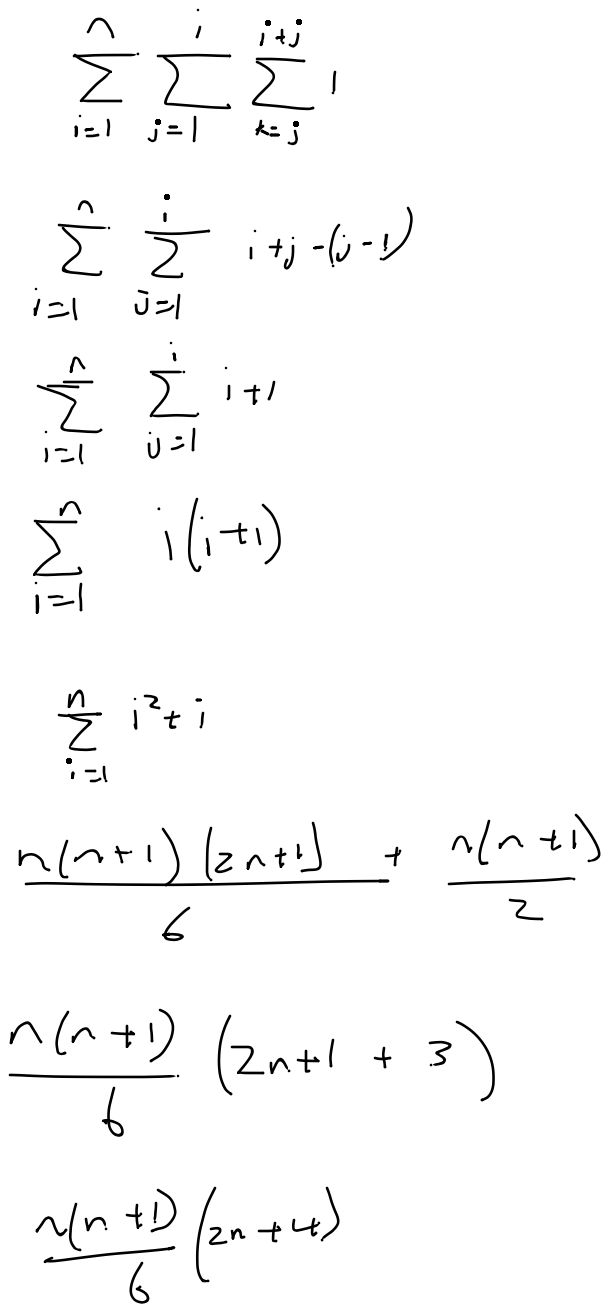 \sum_{i=1}^{n} \sum_{j=1}^{i} \sum_{k=j}^{i+j} 1
\sum_{i=1}^{n} \sum_{j=1}^{i} i+j-(j-1)
\sum_{i=1}^{n} \sum_{j=1}^{i} i+1
\sum_{i=1}^{n} i(i+1)
\sum_{i=1}^{n} i^2+i
\frac{n(n+1)(2n+1)}{6} + \frac{n(n+1)}{2}
\frac{n(n+1)}{6} (2n+1+3)
\frac{n(n+1)}{6} (2n+4)